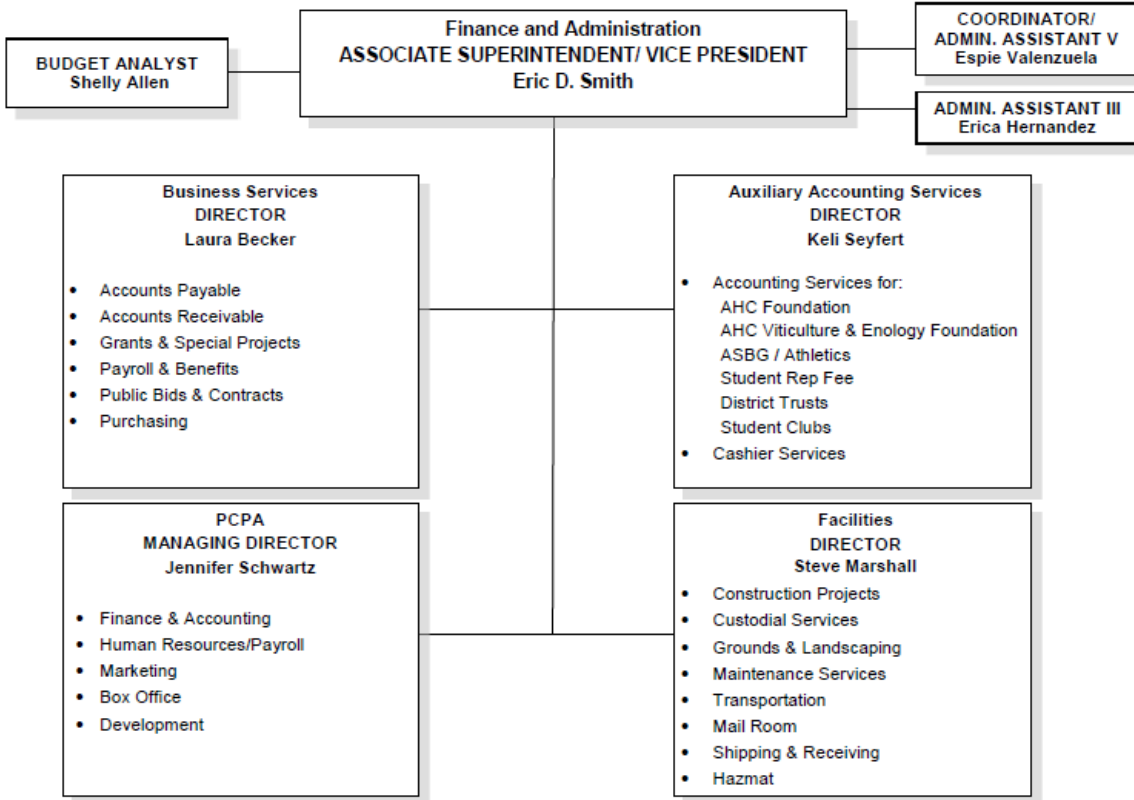 Finance and Administration
ASSOCIATE SUPERINTENDENT/ VICE PRESIDENT
Eric D. Smith
BUDGET ANALYST
Shelly Allen
COORDINATOR/
ADMIN. ASSISTANT V
Espie Valenzuela
ADMIN. ASSISTANT III
Erica Hernandez
Business Services
DIRECTOR
Laura Becker
• Accounts Payable
• Accounts Receivable
• Grants & Special Projects
• Payroll & Benefits
• Public Bids & Contracts
• Purchasing
Auxiliary Accounting Services
DIRECTOR
Keli Seyfert
• Accounting Services for:
AHC Foundation
AHC Viticulture & Enology Foundation
ASBG / Athletics
Student Rep Fee
District Trusts
Student Clubs
• Cashier Services
PCPA
MANAGING DIRECTOR
Jennifer Schwartz
• Finance & Accounting
• Human Resources/Payroll
• Marketing
• Box Office
• Development
Facilities
DIRECTOR
Steve Marshall
• Construction Projects
• Custodial Services
• Grounds & Landscaping
• Maintenance Services
• Transportation
• Mail Room
• Shipping & Receiving
• Hazmat